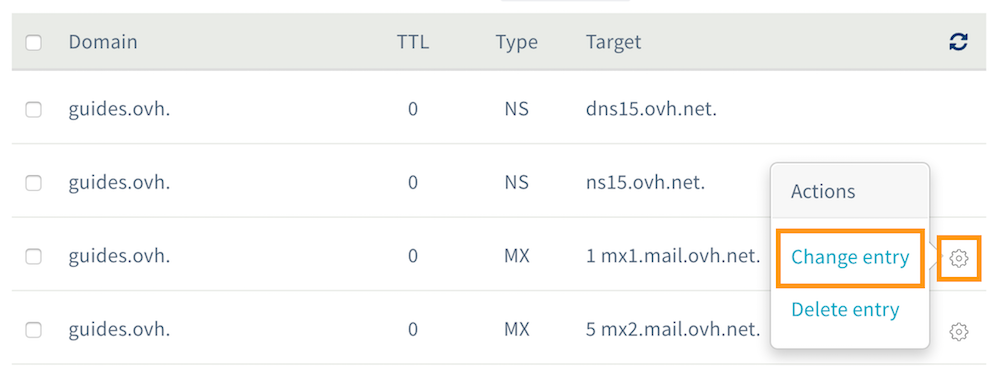 Domain TTL Type Target
guides.ovh. 0 NS dns15.ovh.net.
guides.ovh. 0 NS ns15.ovh.net.
Actions
guides.ovh. 0 MX 1 mx1.mail.ovh.net. Change entry
Delete entry
guides.ovh. 0 MX 5 mx2.mail.ovh.net.